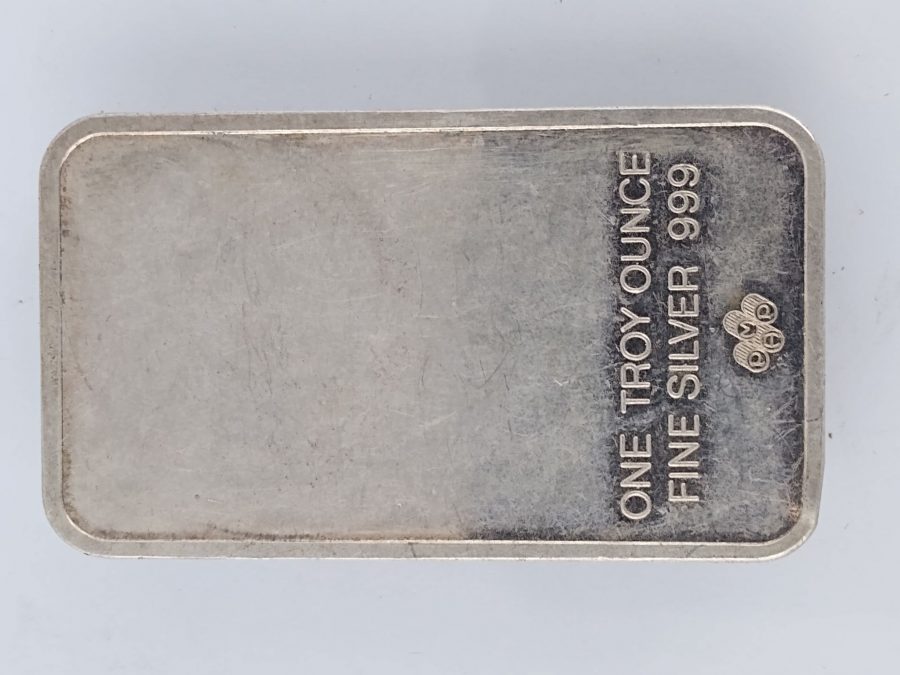 ONE TROY OUNCE
FINE SILVER 999